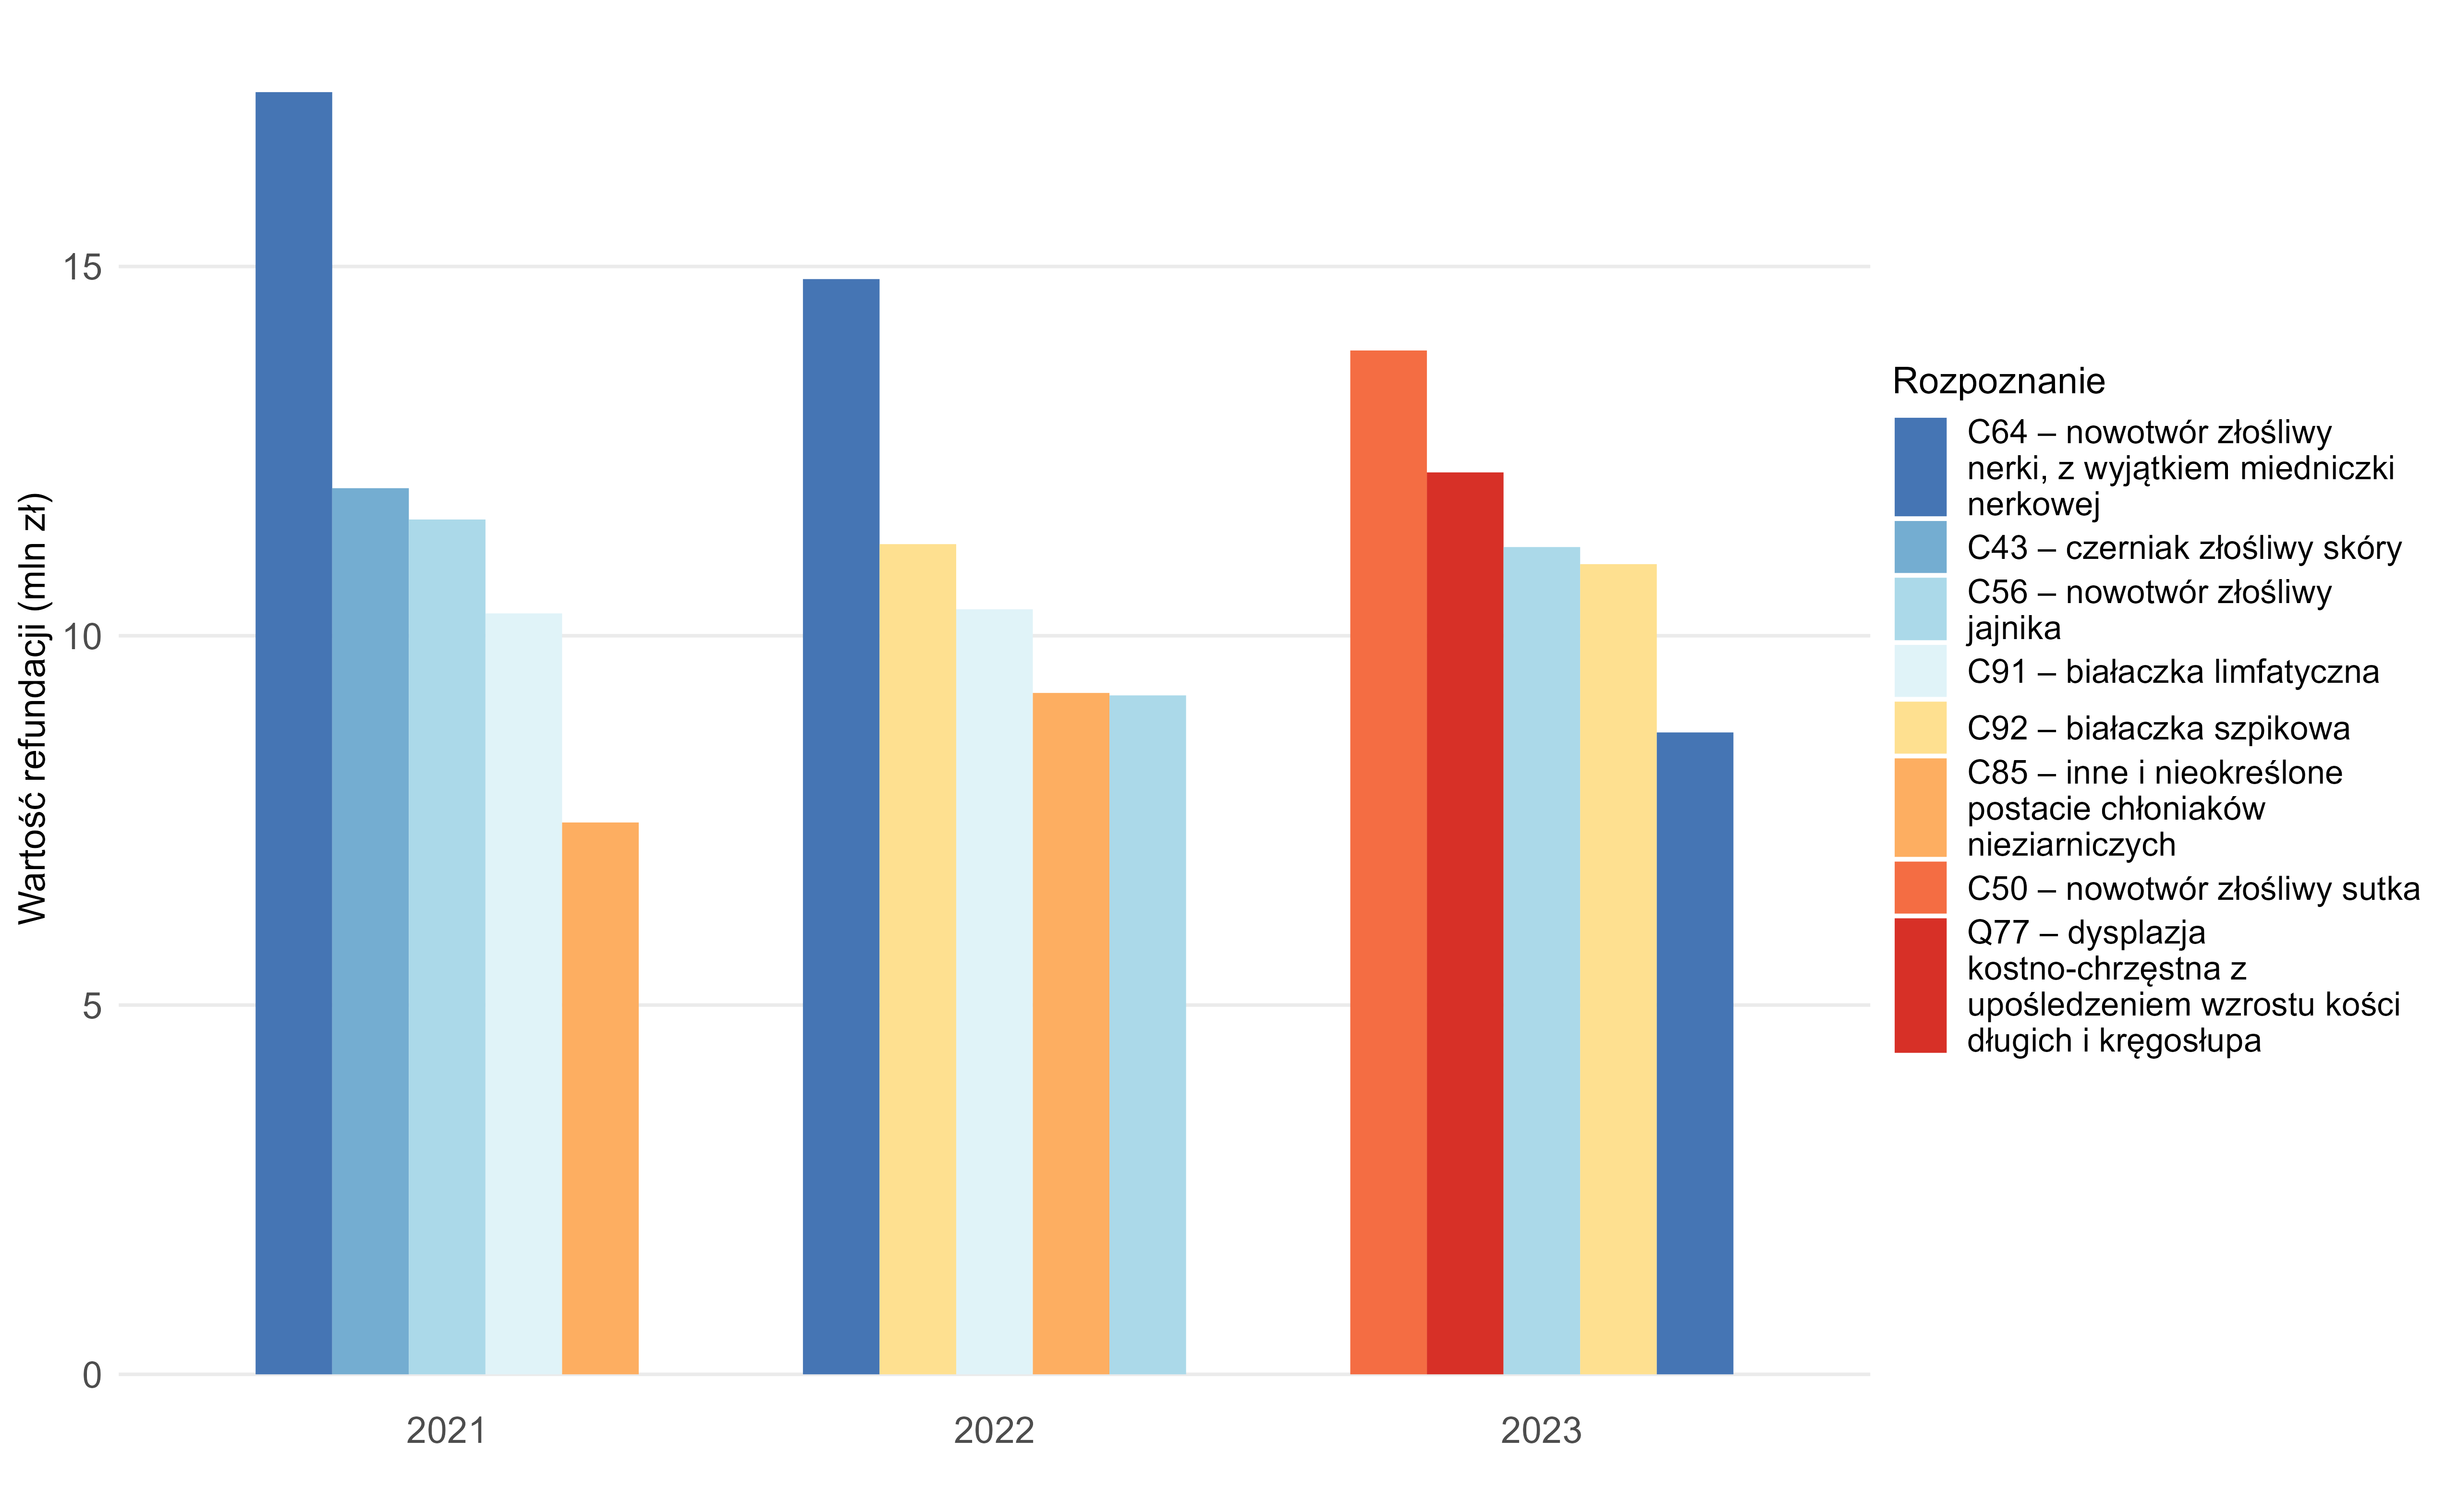 Wartość refundacji (mln zł)
15
10
5
0
2021
2022
2023
Rozpoznanie
C64 – nowotwór złośliwy
nerki, z wyjątkiem miedniczki
nerkowej
C43 – czerniak złośliwy skóry
C56 – nowotwór złośliwy
jajnika
C91 – białaczka limfatyczna
C92 – białaczka szpikowa
C85 – inne i nieokreślone
postacie chłoniaków
nieziarniczych
C50 – nowotwór złośliwy sutka
Q77 – dysplazja
kostno-chrzęstna z
upośledzeniem wzrostu kości
długich i kręgosłupa